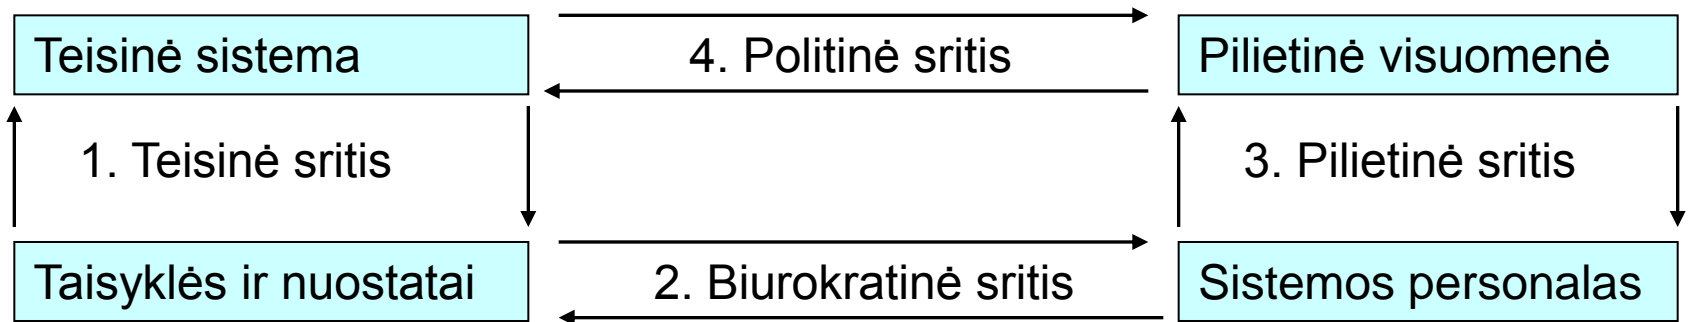 Teisinė sistema
4. Politinė sritis
Pilietinė visuomenė
1. Teisinė sritis
3. Pilietinė sritis
Taisyklės ir nuostatai
2. Biurokratinė sritis
Sistemos personalas